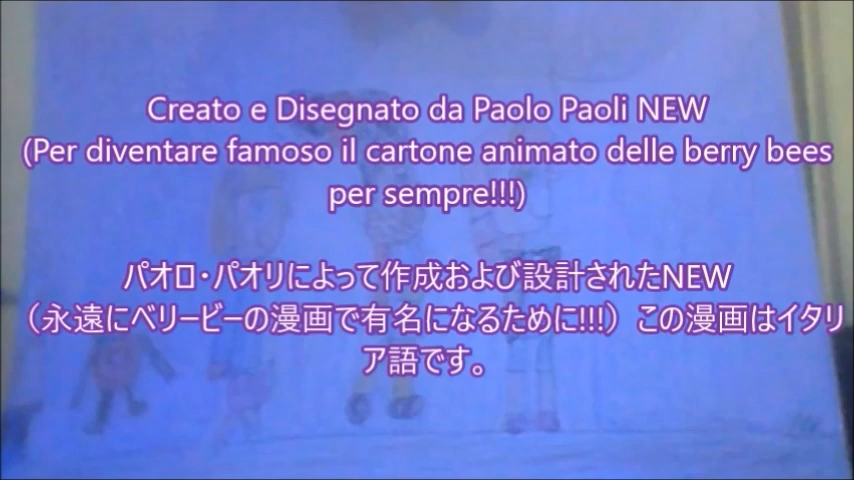 Creato e Disegnato da Paolo Paoli NEW
(Per diventare famoso il cartone animato delle berry bees
per sempre!!!)
パオロ・パオリによって作成および設計されたNEW
（永遠にベリービーの漫画で有名になるために!!!）この漫画はイタリ
ア語です。